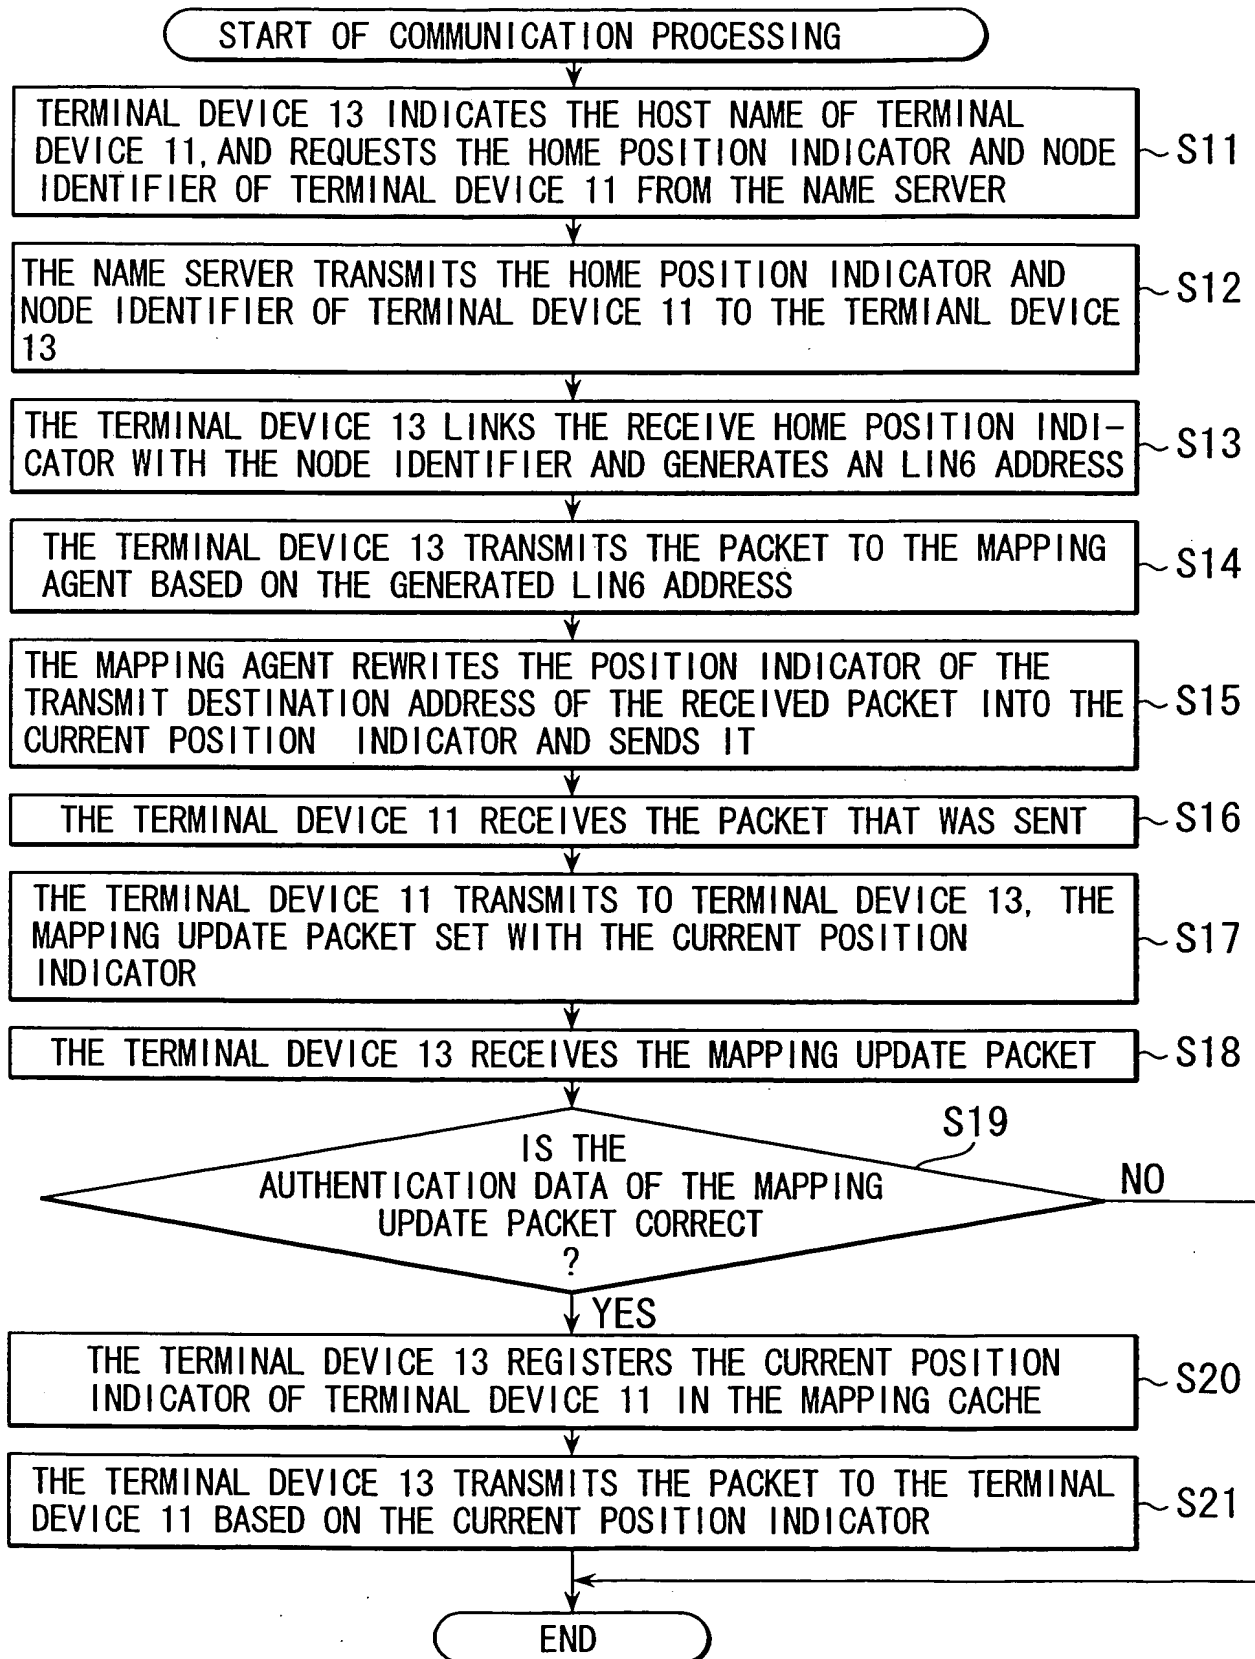 START OF COMMUNICATION PROCESSING
TERMINAL DEVICE 13 INDICATES THE HOST NAME OF TERMINAL
DEVICE 11, AND REQUESTS THE HOME POSITION INDICATOR AND NODE
IDENTIFIER OF TERMINAL DEVICE 11 FROM THE NAME SERVER
S11
THE NAME SERVER TRANSMITS THE HOME POSITION INDICATOR AND
NODE IDENTIFIER OF TERMINAL DEVICE 11 TO THE TERMIANL DEVICE
13
S12
THE TERMINAL DEVICE 13 LINKS THE RECEIVE HOME POSITION INDI-
CATOR WITH THE NODE IDENTIFIER AND GENERATES AN LIN6 ADDRESS
S13
THE TERMINAL DEVICE 13 TRANSMITS THE PACKET TO THE MAPPING
AGENT BASED ON THE GENERATED LIN6 ADDRESS
S14
THE MAPPING AGENT REWRITES THE POSITION INDICATOR OF THE
TRANSMIT DESTINATION ADDRESS OF THE RECEIVED PACKET INTO THE
CURRENT POSITION INDICATOR AND SENDS IT
S15
THE TERMINAL DEVICE 11 RECEIVES THE PACKET THAT WAS SENT
S16
THE TERMINAL DEVICE 11 TRANSMITS TO TERMINAL DEVICE 13, THE
MAPPING UPDATE PACKET SET WITH THE CURRENT POSITION
INDICATOR
S17
THE TERMINAL DEVICE 13 RECEIVES THE MAPPING UPDATE PACKET
S18
S19
IS THE
AUTHENTICATION DATA OF THE MAPPING
UPDATE PACKET CORRECT
?
NO
YES
THE TERMINAL DEVICE 13 REGISTERS THE CURRENT POSITION
INDICATOR OF TERMINAL DEVICE 11 IN THE MAPPING CACHE
S20
THE TERMINAL DEVICE 13 TRANSMITS THE PACKET TO THE TERMINAL
DEVICE 11 BASED ON THE CURRENT POSITION INDICATOR
S21
END